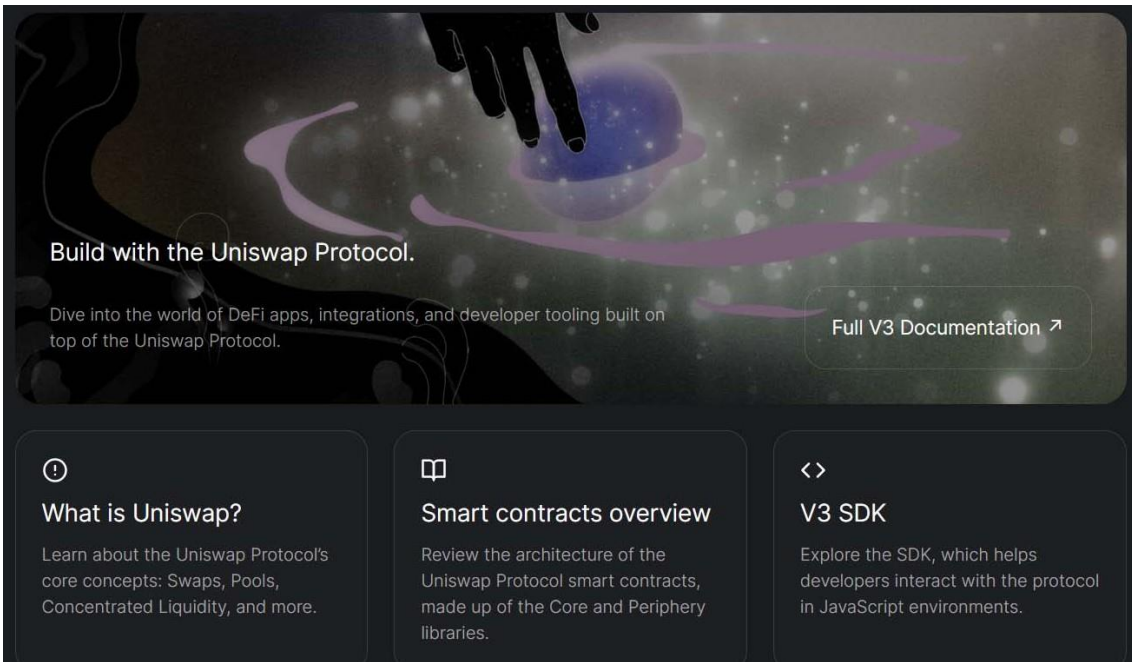 Build with the Uniswap Protocol.
Dive into the world of DeFi apps, integrations, and developer tooling built on
top of the Uniswap Protocol.
Full V3 Documentation ↗
What is Uniswap?
Learn about the Uniswap Protocol’s
core concepts: Swaps, Pools,
Concentrated Liquidity, and more.
Smart contracts overview
Review the architecture of the
Uniswap Protocol smart contracts,
made up of the Core and Periphery
libraries.
V3 SDK
Explore the SDK, which helps
developers interact with the protocol
in JavaScript environments.